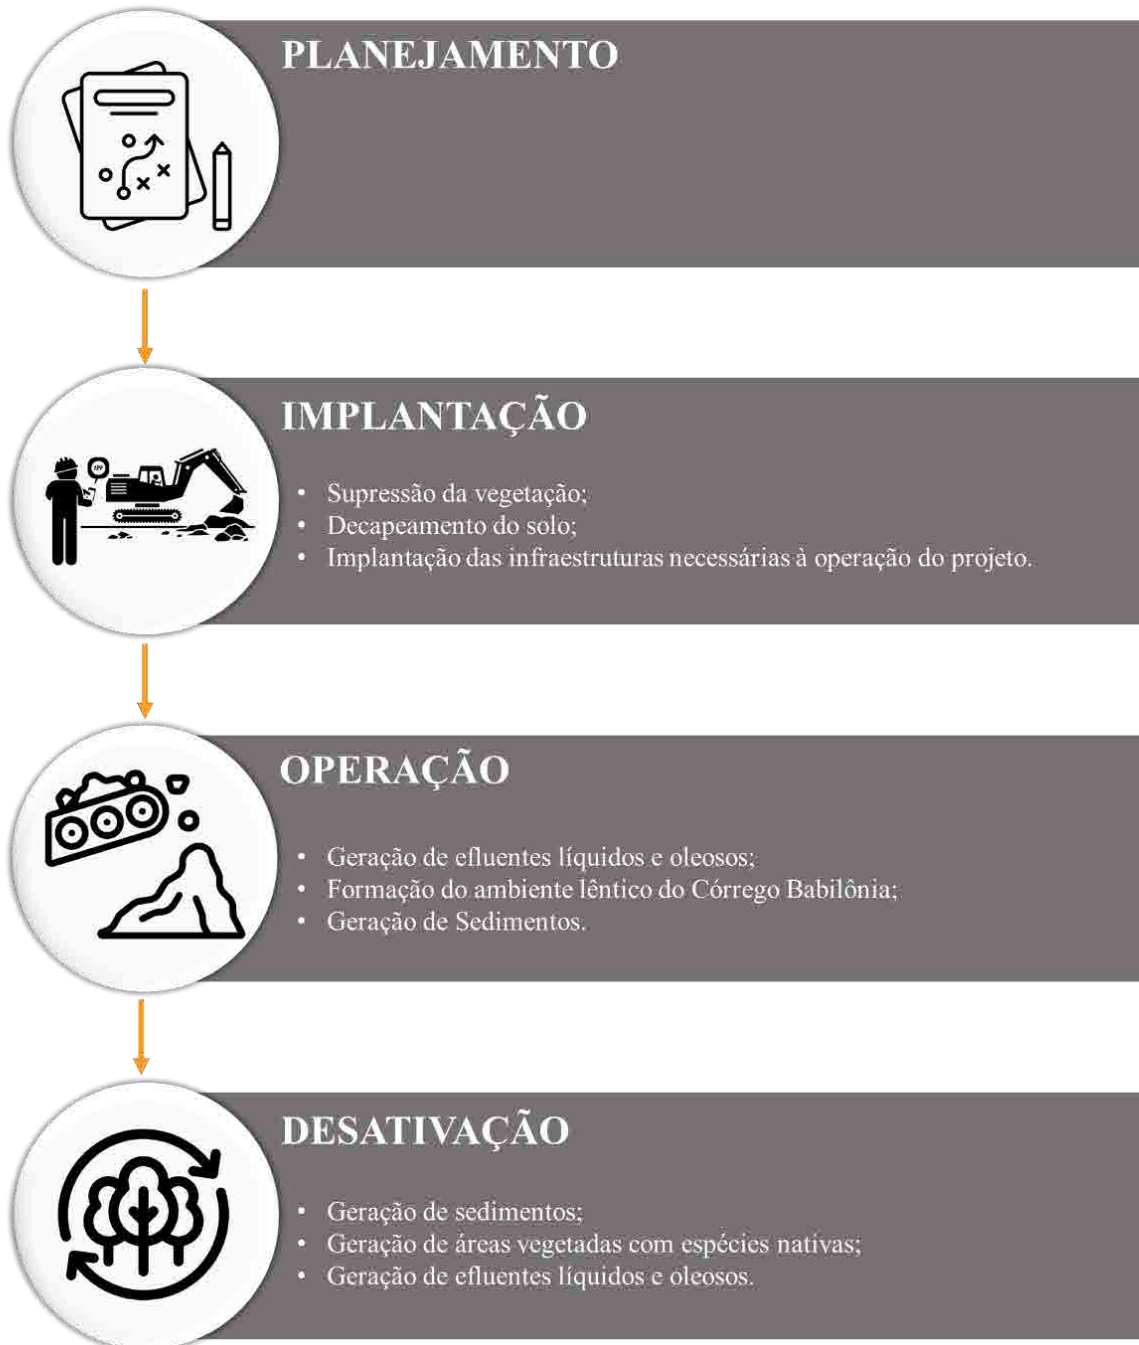 PLANEJAMENTO
IMPLANTAÇÃO
• Supressão da vegetação;
• Decapeamento do solo;
• Implantação das infraestruturas necessárias à operação do projeto.
APP
OPERAÇÃO
• Geração de efluentes líquidos e oleosos;
• Formação do ambiente lêntico do Córrego Babilônia;
• Geração de Sedimentos.
DESATIVAÇÃO
• Geração de sedimentos;
• Geração de áreas vegetadas com espécies nativas;
• Geração de efluentes líquidos e oleosos.